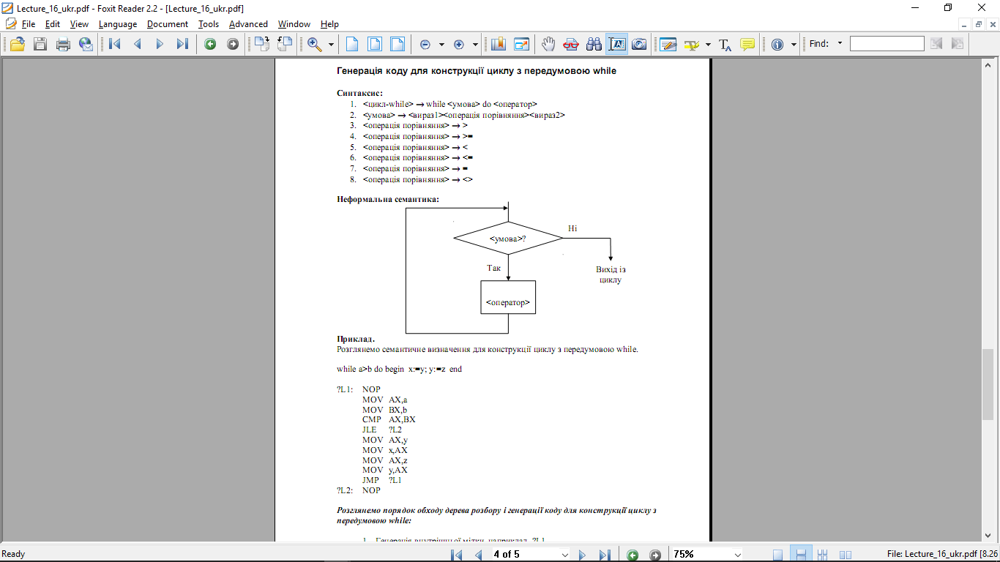 Lecture_16_ukr.pdf - Foxit Reader 2.2 - [Lecture_16_ukr.pdf]
File Edit View Language Document Tools Advanced Window Help
Find:
Генерація коду для конструкції циклу з передумовою while
Синтаксис:
1. <цикл-while> → while <умова> do <оператор>
2. <умова> → <вираз1><операція порівняння><вираз2>
3. <операція порівняння> → >
4. <операція порівняння> → >=
5. <операція порівняння> → <
6. <операція порівняння> → <=
7. <операція порівняння> → =
8. <операція порівняння> → <>
Неформальна семантика:
Ні
<умова>?
Так
Вихід із
циклу
<оператор>
Приклад.
Розглянемо семантичне визначення для конструкції циклу з передумовою while.
while a>b do begin x:=y; y:=z end
?L1: NOP
MOV AX,a
MOV BX,b
CMP AX,BX
JLE ?L2
MOV AX,y
MOV x,AX
MOV AX,z
MOV y,AX
JMP ?L1
?L2: NOP
Розглянемо порядок обходу дерева розбору і генерації коду для конструкції циклу з
передумовою while:
1. Генерація внутрішньої мітки, наприклад, ?L1
Ready
4 of 5
75%
File: Lecture_16_ukr.pdf [8.26